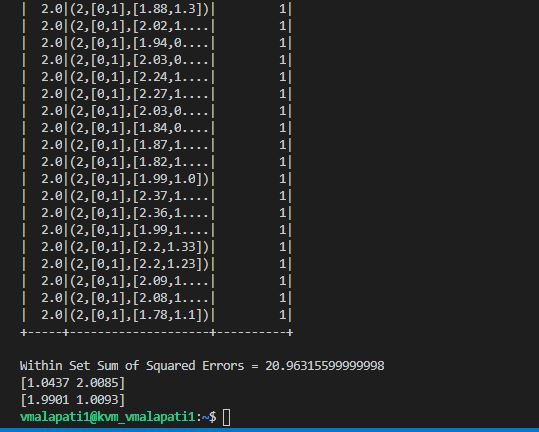 |  2.0|(2,[0,1],[1.88,1.3])|         1|
|  2.0|(2,[0,1],[2.02,1....|         1|
|  2.0|(2,[0,1],[1.94,0....|         1|
|  2.0|(2,[0,1],[2.03,0....|         1|
|  2.0|(2,[0,1],[2.24,1....|         1|
|  2.0|(2,[0,1],[2.27,1....|         1|
|  2.0|(2,[0,1],[2.03,0....|         1|
|  2.0|(2,[0,1],[1.84,0....|         1|
|  2.0|(2,[0,1],[1.87,1....|         1|
|  2.0|(2,[0,1],[1.82,1....|         1|
|  2.0|(2,[0,1],[1.99,1.0])|         1|
|  2.0|(2,[0,1],[2.37,1....|         1|
|  2.0|(2,[0,1],[2.36,1....|         1|
|  2.0|(2,[0,1],[1.99,1....|         1|
|  2.0|(2,[0,1],[2.2,1.33])|         1|
|  2.0|(2,[0,1],[2.2,1.23])|         1|
|  2.0|(2,[0,1],[2.09,1....|         1|
|  2.0|(2,[0,1],[2.08,1....|         1|
|  2.0|(2,[0,1],[1.78,1.1])|         1|
+-----+--------------------+----------+
Within Set Sum of Squared Errors = 20.96315599999998
[1.0437 2.0085]
[1.9901 1.0093]
vmalapati1@kvm_vmalapati1:~$